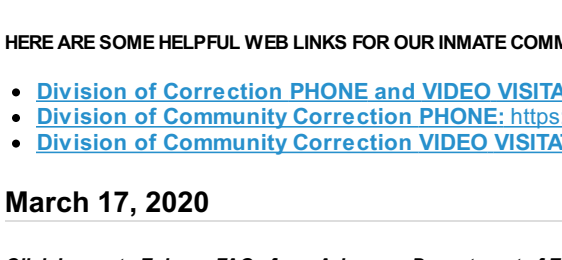 HERE ARE SOME HELPFUL WEB LINKS FOR OUR INMATE COMM
Division of Correction PHONE and VIDEO VISITA
Division of Community Correction PHONE: https
Division of Community Correction VIDEO VISITA
March 17, 2020